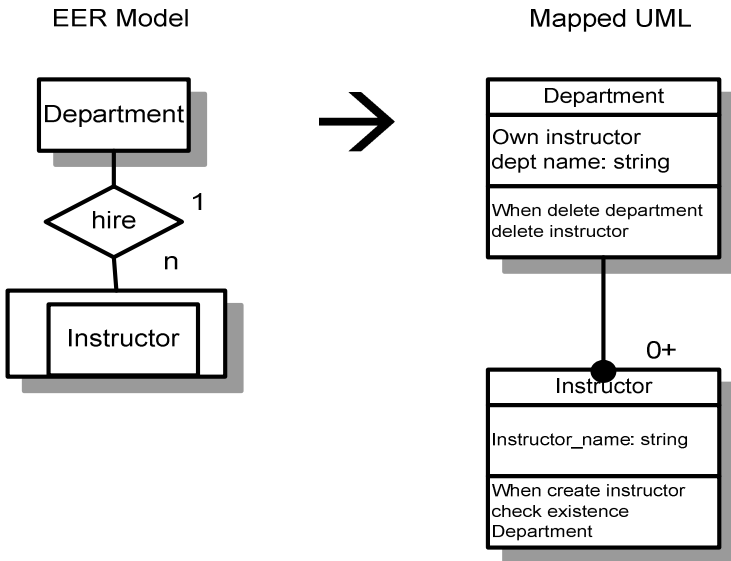 EER Model
Mapped UML
Department
hire
1
n
Instructor
Department
Own instructor
dept name: string
When delete department
delete instructor
0+
Instructor
Instructor_name: string
When create instructor
check existence
Department